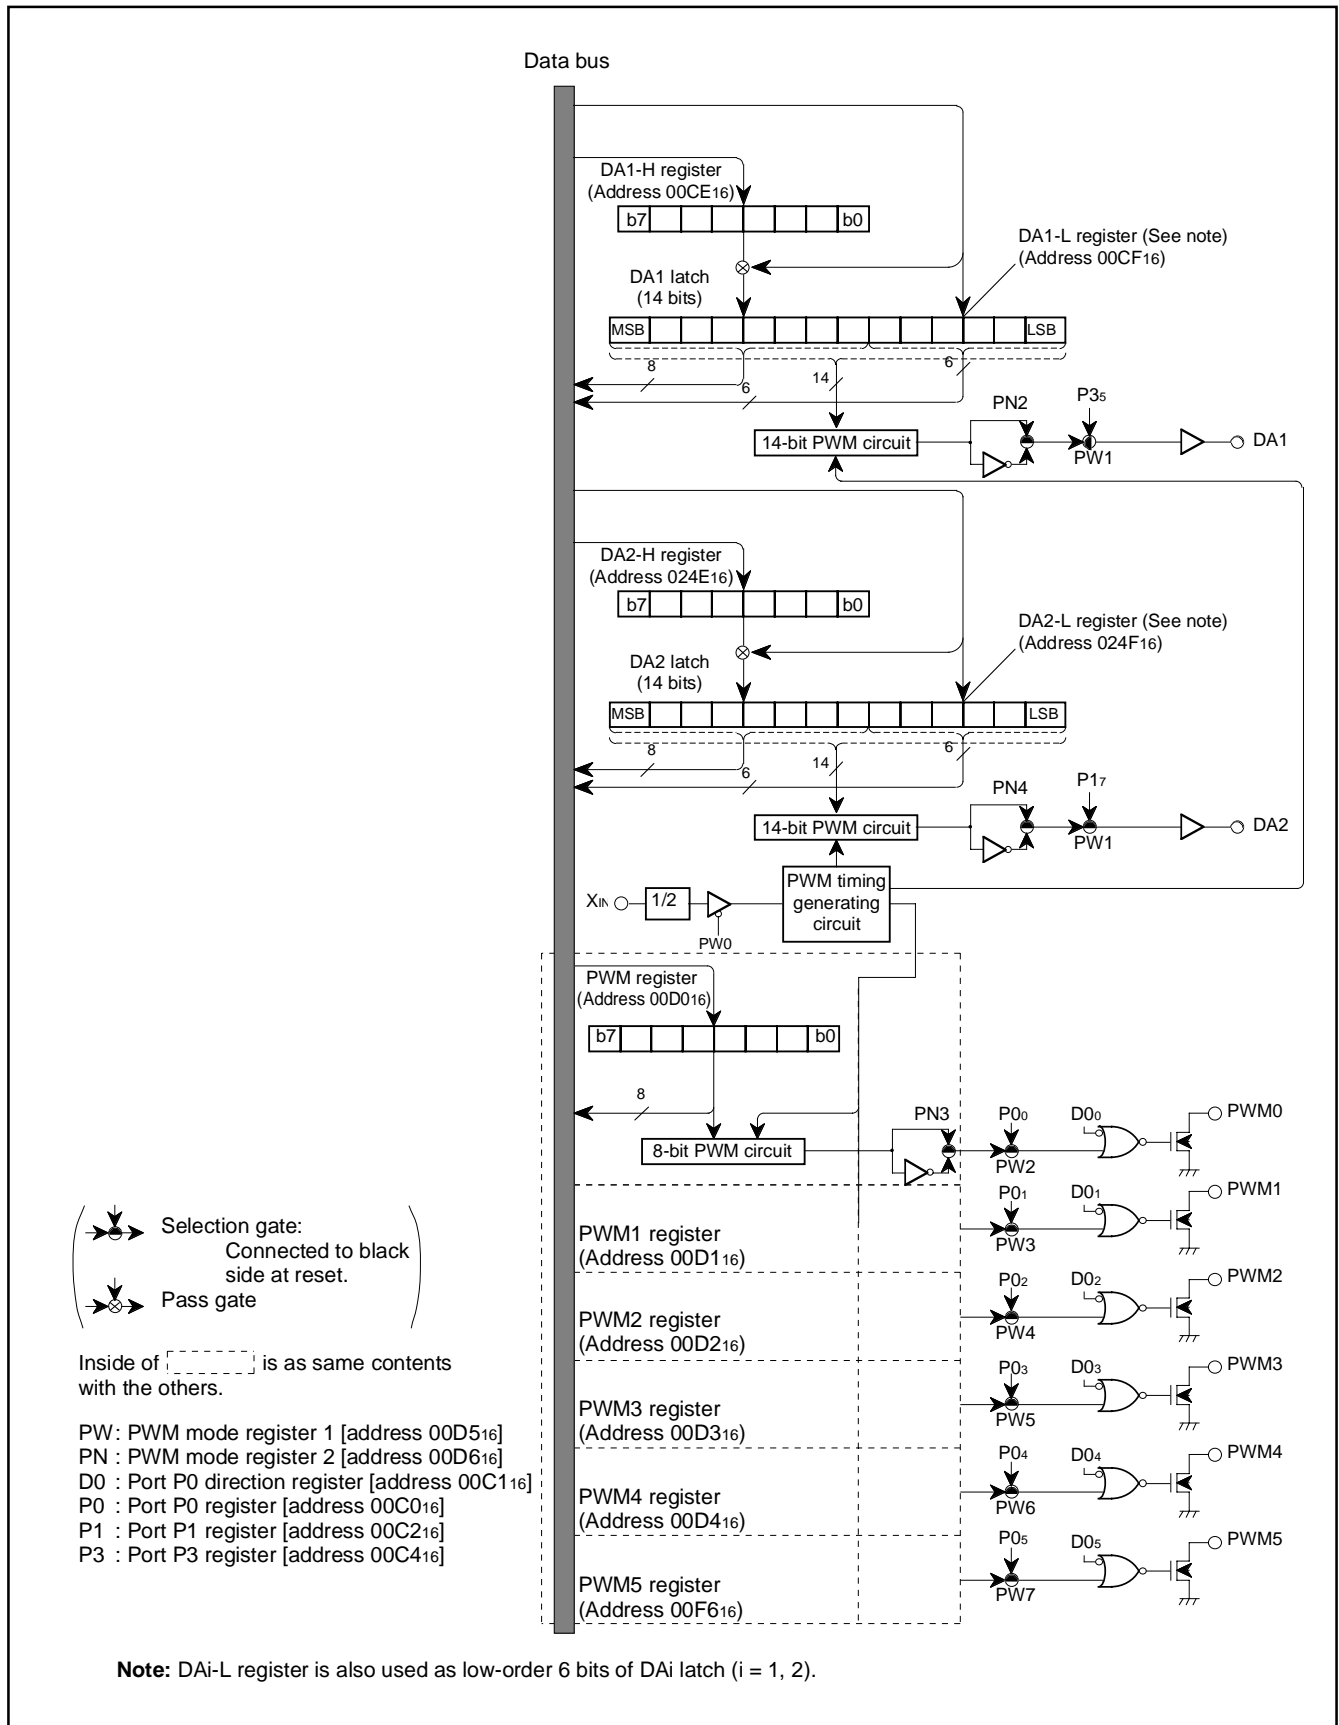 Data bus
DA1-H register
(Address 00CE16)
b7 b0
DA1-L register (See note)
(Address 00CF16)
DA1 latch
(14 bits)
MSB LSB
8 14 6
6
PN2 P35
14-bit PWM circuit
PW1
DA1
DA2-H register
(Address 024E16)
b7 b0
DA2-L register (See note)
(Address 024F16)
DA2 latch
(14 bits)
MSB LSB
8 14 6
6
PN4 P17
14-bit PWM circuit
PW1
DA2
XIN 1/2
PW0
PWM timing
generating
circuit
PWM register
(Address 00D016)
b7 b0
8
8-bit PWM circuit
PN3 P00 D00 PWM0
PW2
PWM1 register
(Address 00D116)
P01 D01 PWM1
PW3
PWM2 register
(Address 00D216)
P02 D02 PWM2
PW4
PWM3 register
(Address 00D316)
P03 D03 PWM3
PW5
PWM4 register
(Address 00D416)
P04 D04 PWM4
PW6
PWM5 register
(Address 00F616)
P05 D05 PWM5
PW7
Selection gate:
Connected to black
side at reset.
Pass gate
Inside of is as same contents
with the others.
PW : PWM mode register 1 [address 00D516]
PN : PWM mode register 2 [address 00D616]
D0 : Port P0 direction register [address 00C116]
P0 : Port P0 register [address 00C016]
P1 : Port P1 register [address 00C216]
P3 : Port P3 register [address 00C416]
Note: DAi-L register is also used as low-order 6 bits of DAi latch (i = 1, 2).